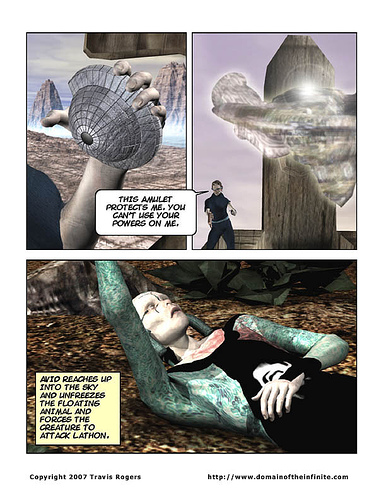 THIS AMULET
PROTECTS ME. YOU
CAN'T USE YOUR
POWERS ON ME.
AVID REACHES UP
INTO THE SKY
AND UNFREEZES
THE FLOATING
ANIMAL AND
FORCES THE
CREATURE TO
ATTACK LATHON.
Copyright 2007 Travis Rogers
http://www.domainoftheinfinite.com